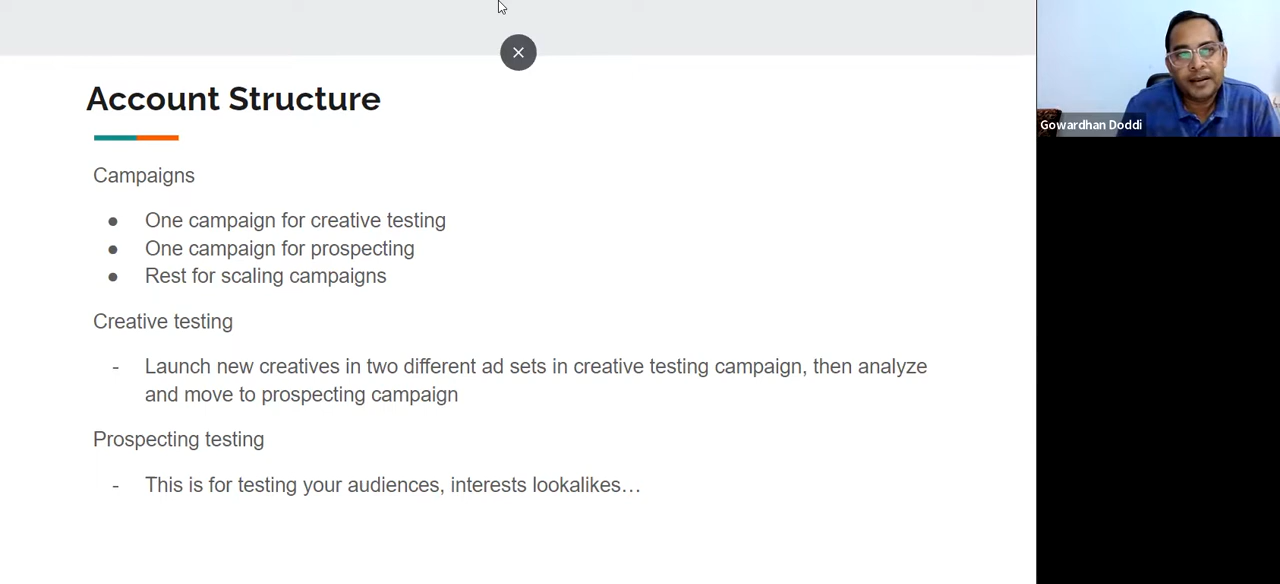 Account Structure
Gowardhan Doddi
Campaigns
● One campaign for creative testing
● One campaign for prospecting
● Rest for scaling campaigns
Creative testing
- Launch new creatives in two different ad sets in creative testing campaign, then analyze
and move to prospecting campaign
Prospecting testing
- This is for testing your audiences, interests lookalikes…